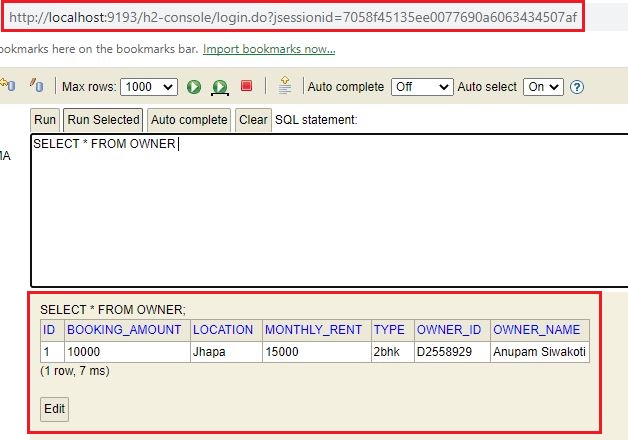 http://localhost:9193/h2-console/login.do?jsessionid=7058f45135ee0077690a6063434507af
ookmarks here on the bookmarks bar. Import bookmarks now...
Max rows: 1000 Auto complete Off Auto select On ?
Run Run Selected Auto complete Clear SQL statement:
MA
SELECT * FROM OWNER
SELECT * FROM OWNER;
ID BOOKING_AMOUNT LOCATION MONTHLY_RENT TYPE OWNER_ID OWNER_NAME
1 10000 Jhapa 15000 2bhk D2558929 Anupam Siwakoti
(1 row, 7 ms)
Edit